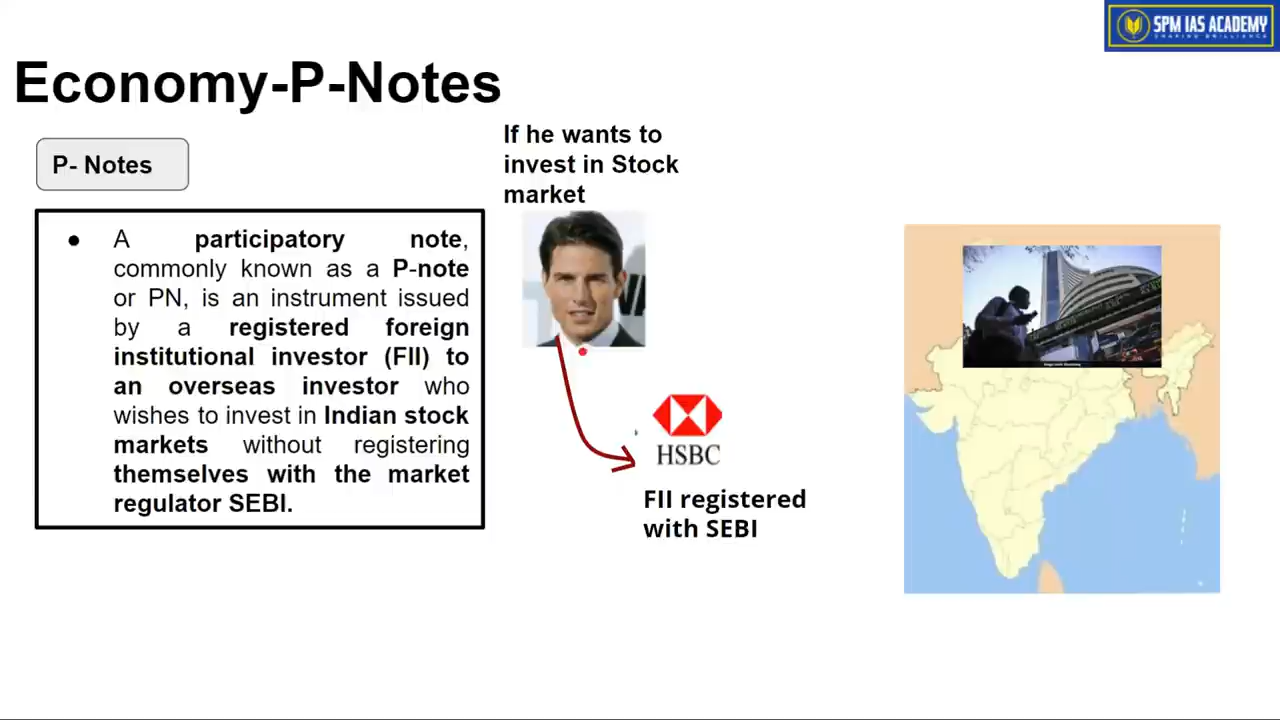 SPM IAS ACADEMY
SHAPING BRILLIANCE
Economy-P-Notes
P- Notes
If he wants to
invest in Stock
market
● A participatory note,
commonly known as a P-note
or PN, is an instrument issued
by a registered foreign
institutional investor (FII) to
an overseas investor who
wishes to invest in Indian stock
markets without registering
themselves with the market
regulator SEBI.
HSBC
FII registered
with SEBI